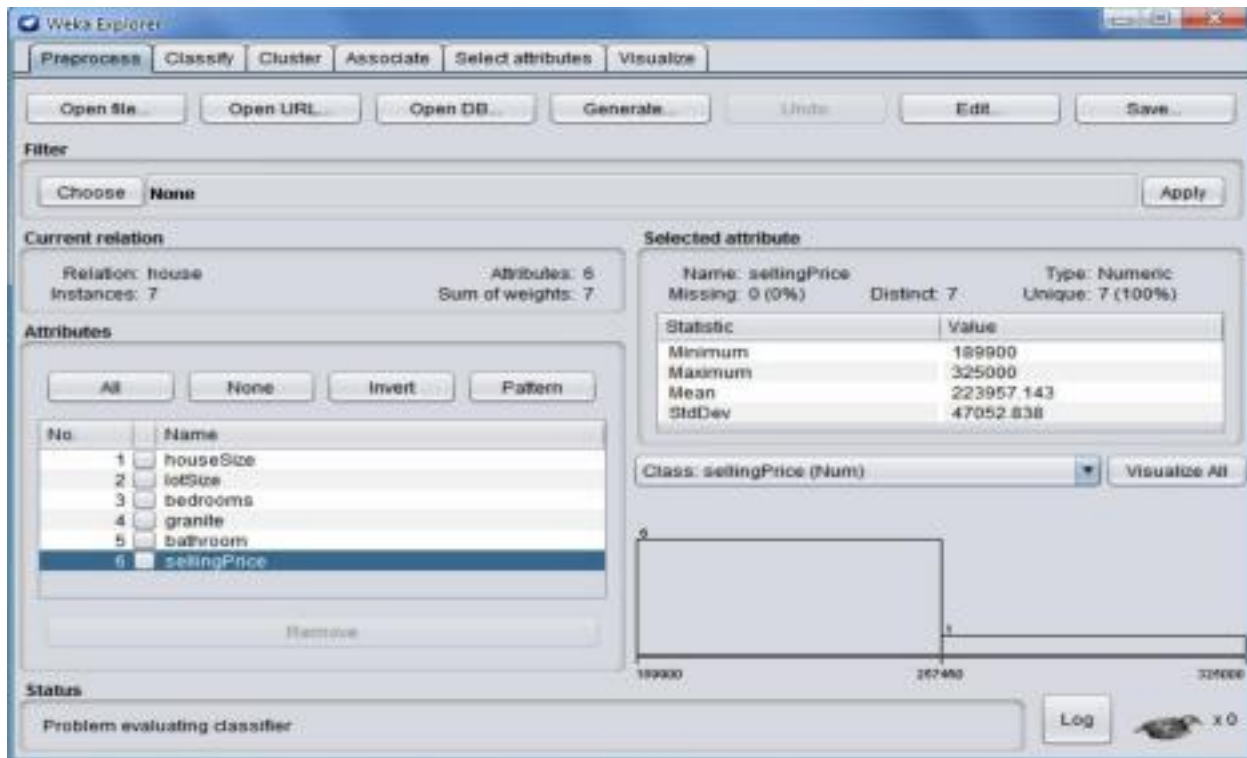 Weka Explorer
Preprocess Classify Cluster Associate Select attributes Visualize
Open file... Open URL... Open DB... Generate... Undo Edit... Save...
Filter
Choose None Apply
Current relation
Relation: house Attributes: 6
Instances: 7 Sum of weights: 7
Selected attribute
Name: sellingPrice Type: Numeric
Missing: 0 (0%) Distinct: 7 Unique: 7 (100%)
Statistic Value
Minimum 189900
Maximum 325000
Mean 223957.143
StdDev 47052.838
Attributes
All None Invert Pattern
No. Name
1 houseSize
2 lotSize
3 bedrooms
4 granite
5 bathroom
6 sellingPrice
Remove
Class: sellingPrice (Num) Visualize All
6
1
189900 257450 325000
Status
Problem evaluating classifier
Log x 0